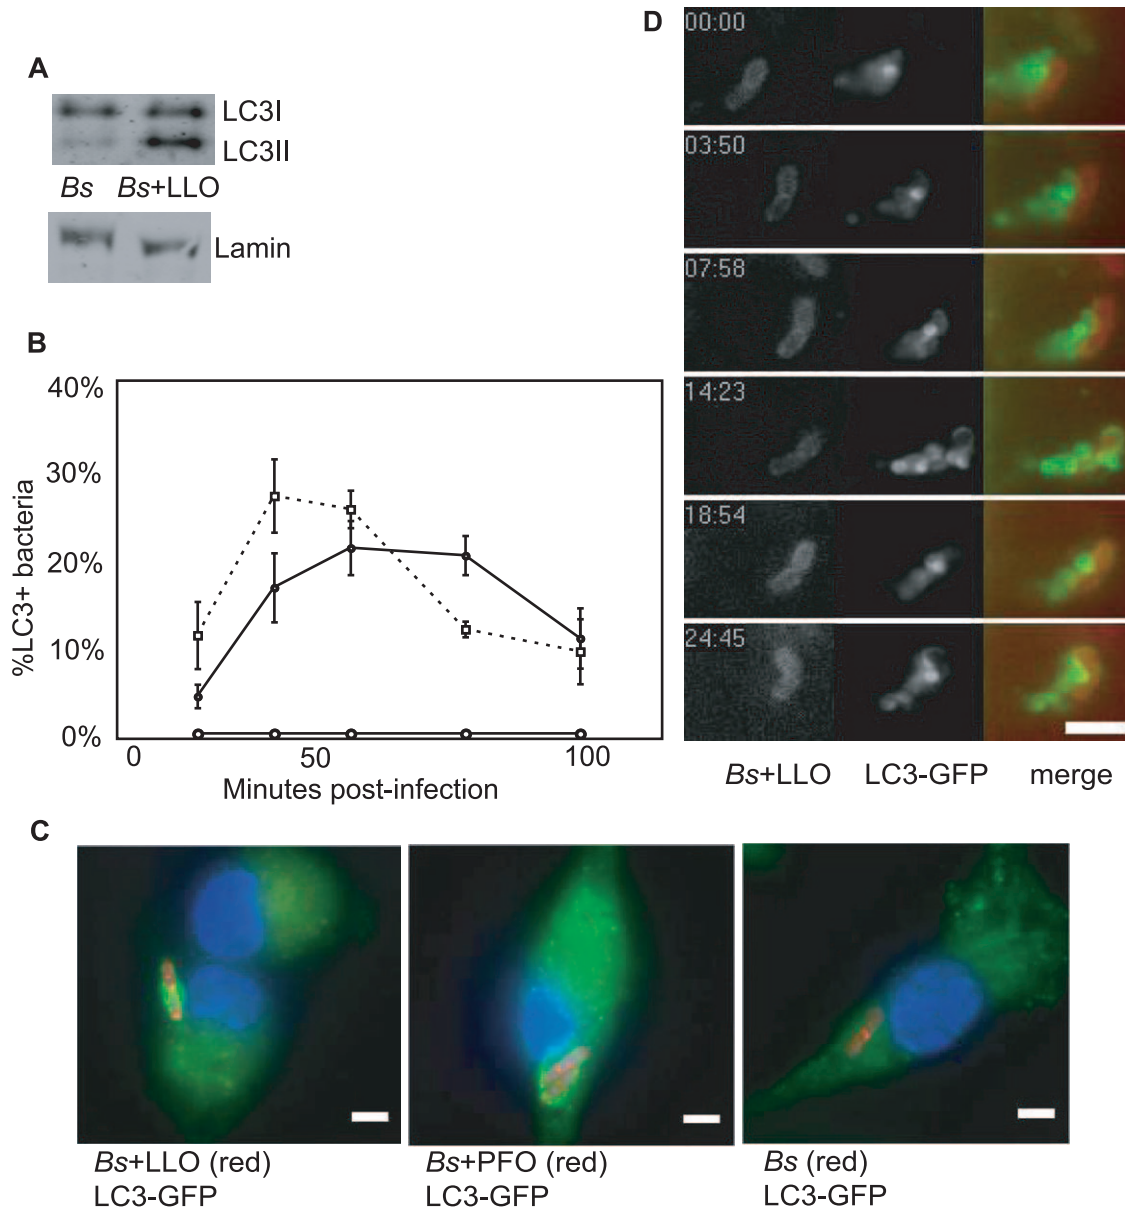 A
LC3I
LC3II
Bs Bs+LLO
Lamin
B
40%
30%
20%
10%
0%
%LC3+ bacteria
0 50 100
Minutes post-infection
C
Bs+LLO (red)
LC3-GFP
Bs+PFO (red)
LC3-GFP
Bs (red)
LC3-GFP
D
00:00
03:50
07:58
14:23
18:54
24:45
Bs+LLO LC3-GFP merge